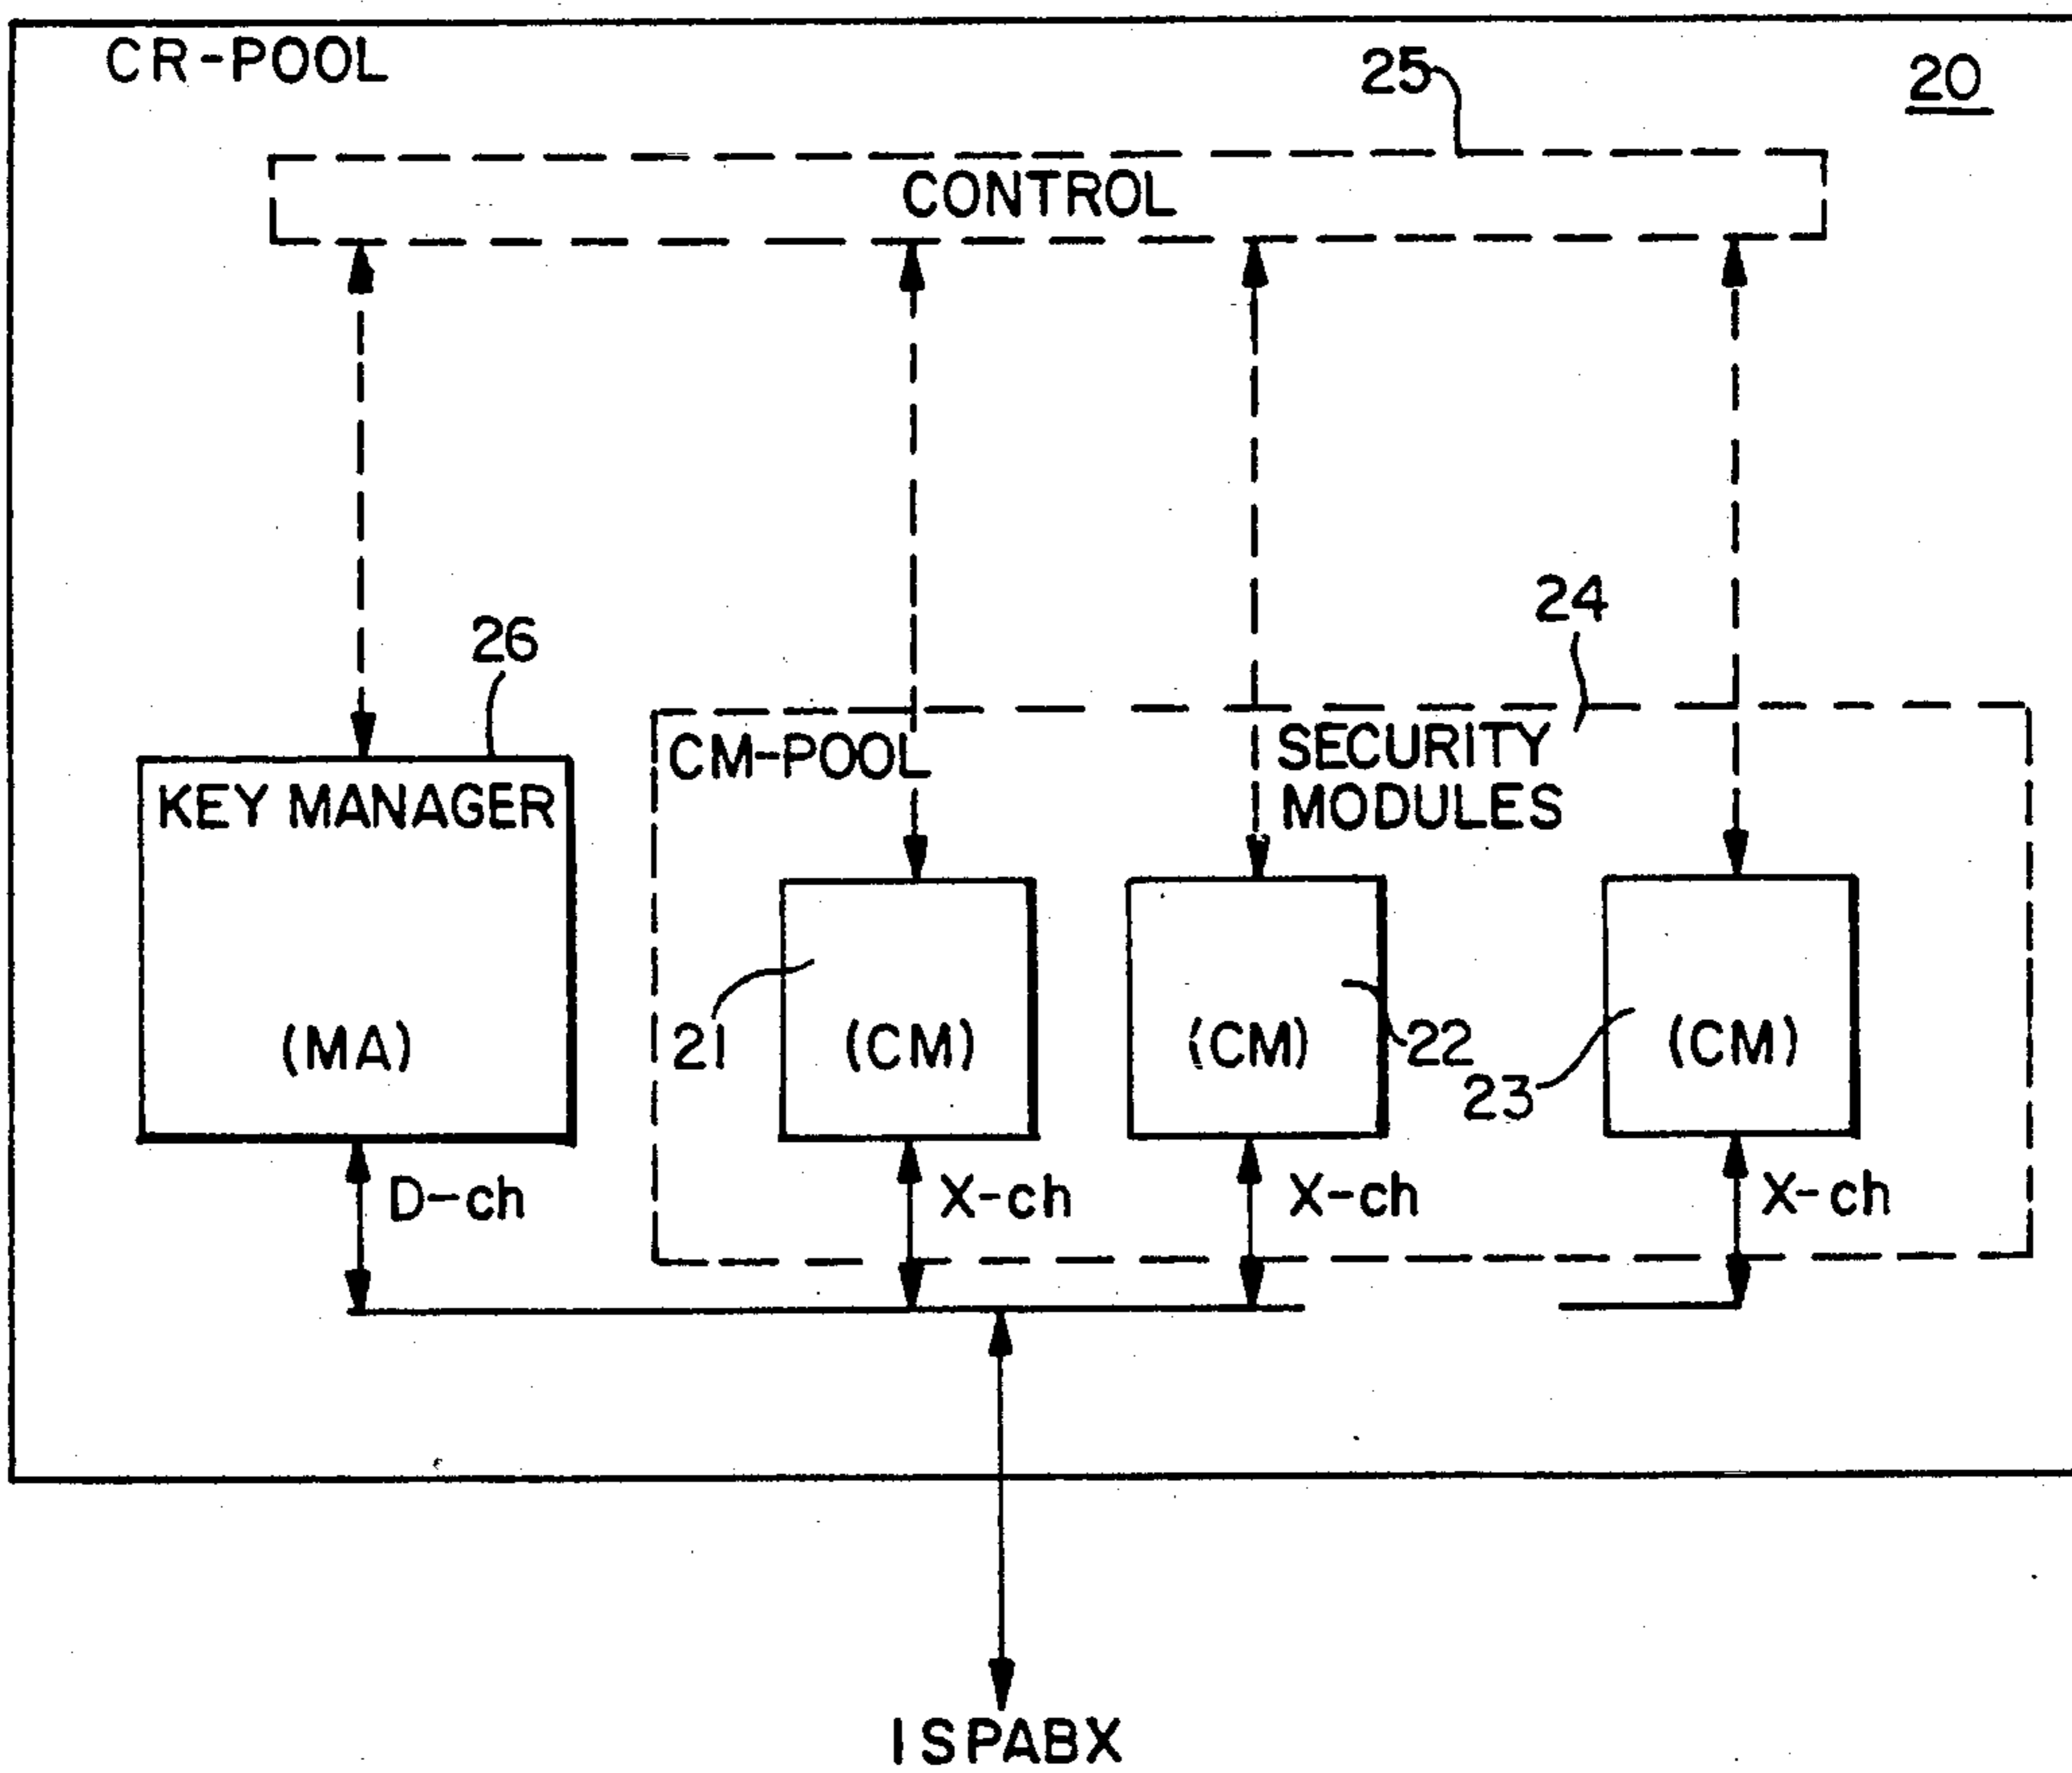 CR-POOL
25
20
CONTROL
24
26
CM-POOL
SECURITY
MODULES
KEY MANAGER
(MA)
21
(CM)
(CM)
22
23
(CM)
D-ch
X-ch
X-ch
X-ch
ISPABX